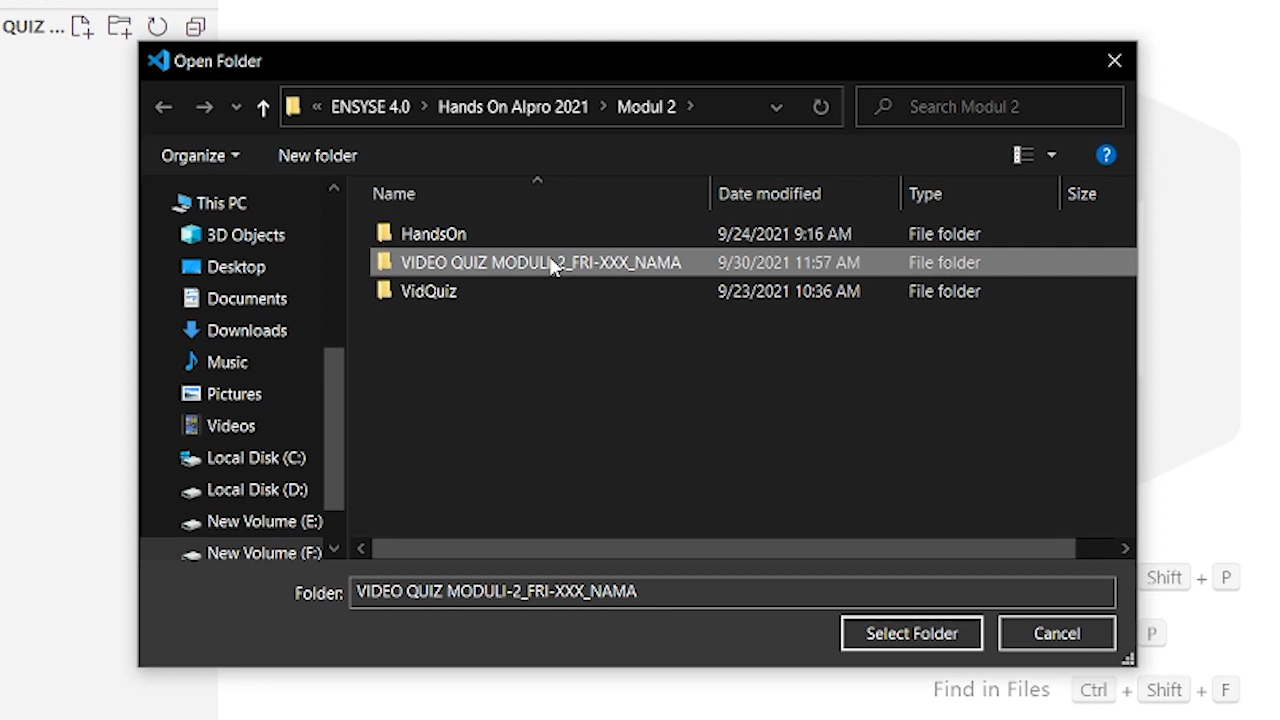 QUIZ ...
Open Folder
« ENSYSE 4.0 > Hands On Alpro 2021 > Modul 2 >
Search Modul 2
Organize
New folder
?
Name
Date modified
Type
Size
HandsOn 9/24/2021 9:16 AM File folder
VIDEO QUIZ MODULI-2_FRI-XXX_NAMA 9/30/2021 11:57 AM File folder
VidQuiz 9/23/2021 10:36 AM File folder
This PC
3D Objects
Desktop
Documents
Downloads
Music
Pictures
Videos
Local Disk (C:)
Local Disk (D:)
New Volume (E:)
New Volume (F:)
Folder: VIDEO QUIZ MODULI-2_FRI-XXX_NAMA
Select Folder
Cancel
Shift + P
P
Find in Files Ctrl + Shift + F